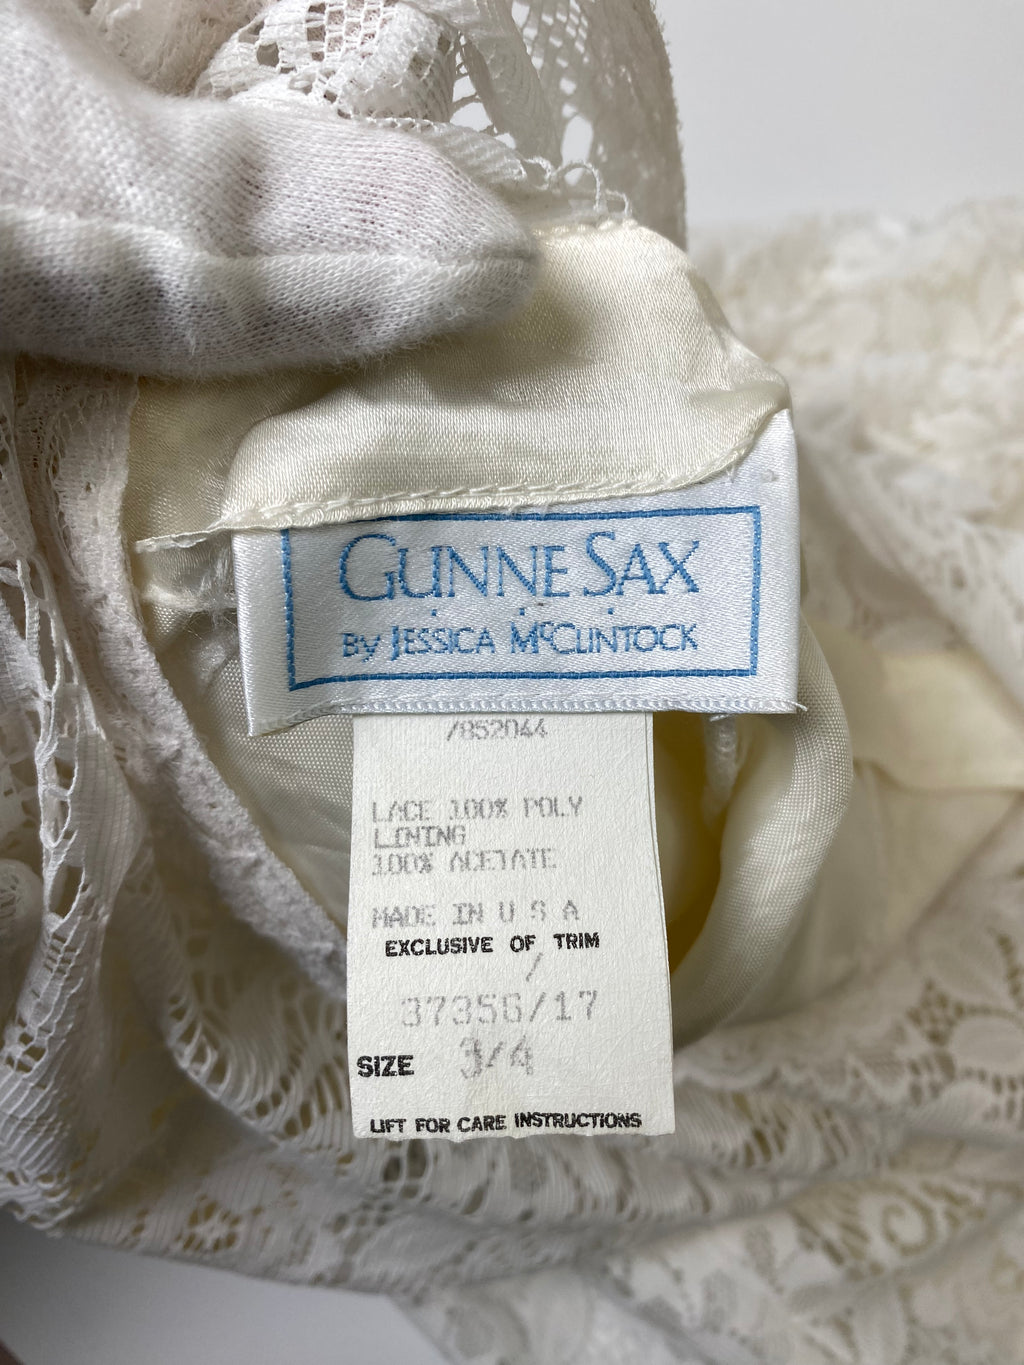 GUNNE SAX
BY JESSICA McCLINTOCK
/852044
LACE 100% POLY
LINING
100% ACETATE
MADE IN U S A
EXCLUSIVE OF TRIM
/
37356/17
SIZE 3/4
LIFT FOR CARE INSTRUCTIONS